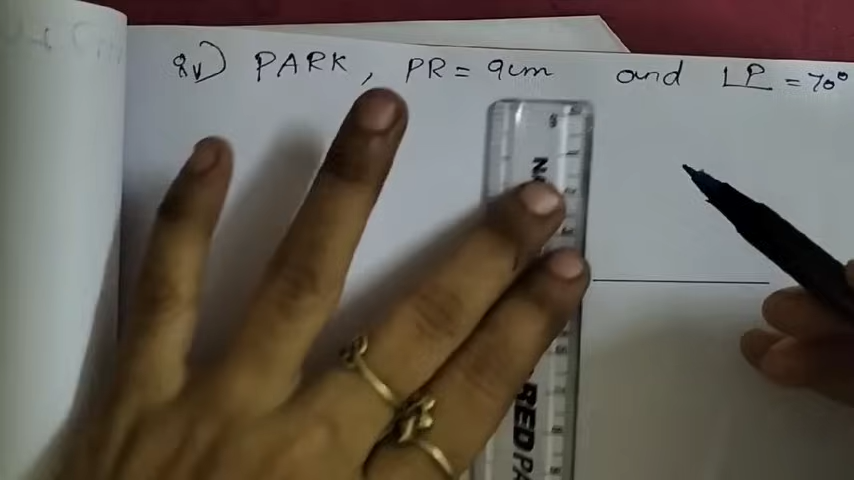 iv) PARK, PR = 9cm and ∠P = 70°